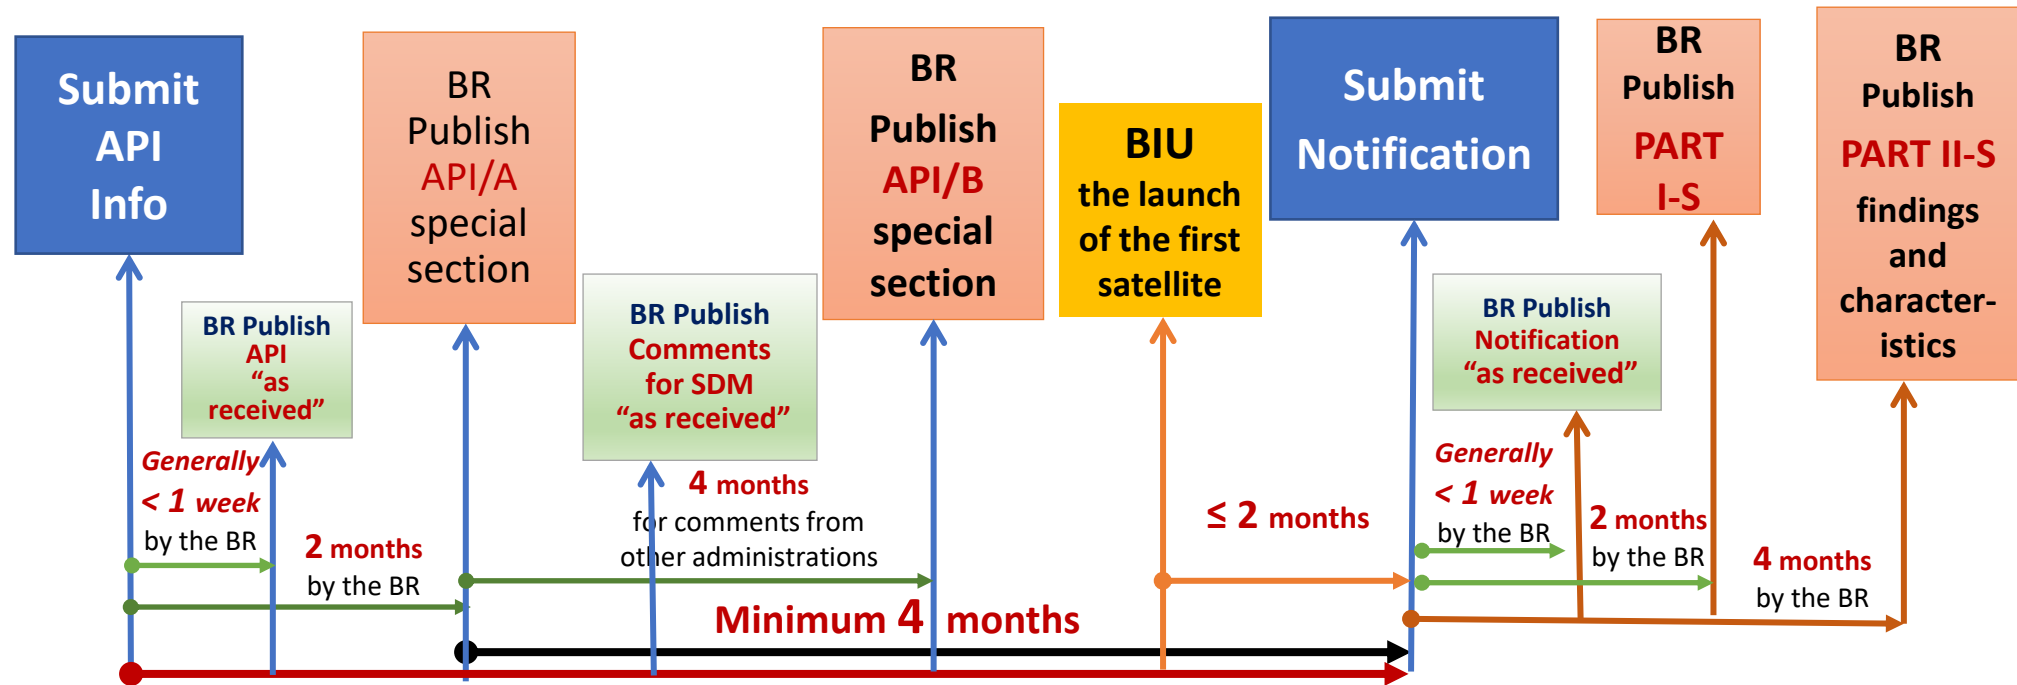 Submit
API
Info
BR Publish
API
“as
received”
Generally
< 1 week
by the BR
2 months
by the BR
BR
Publish
API/A
special
section
BR Publish
Comments
for SDM
“as received”
4 months
for comments from
other administrations
BR
Publish
API/B
special
section
BIU
the launch
of the first
satellite
≤ 2 months
Minimum 4 months
Submit
Notification
BR Publish
Notification
“as received”
Generally
< 1 week
by the BR
BR
Publish
PART
I-S
2 months
by the BR
BR
Publish
PART II-S
findings
and
character-
istics
4 months
by the BR